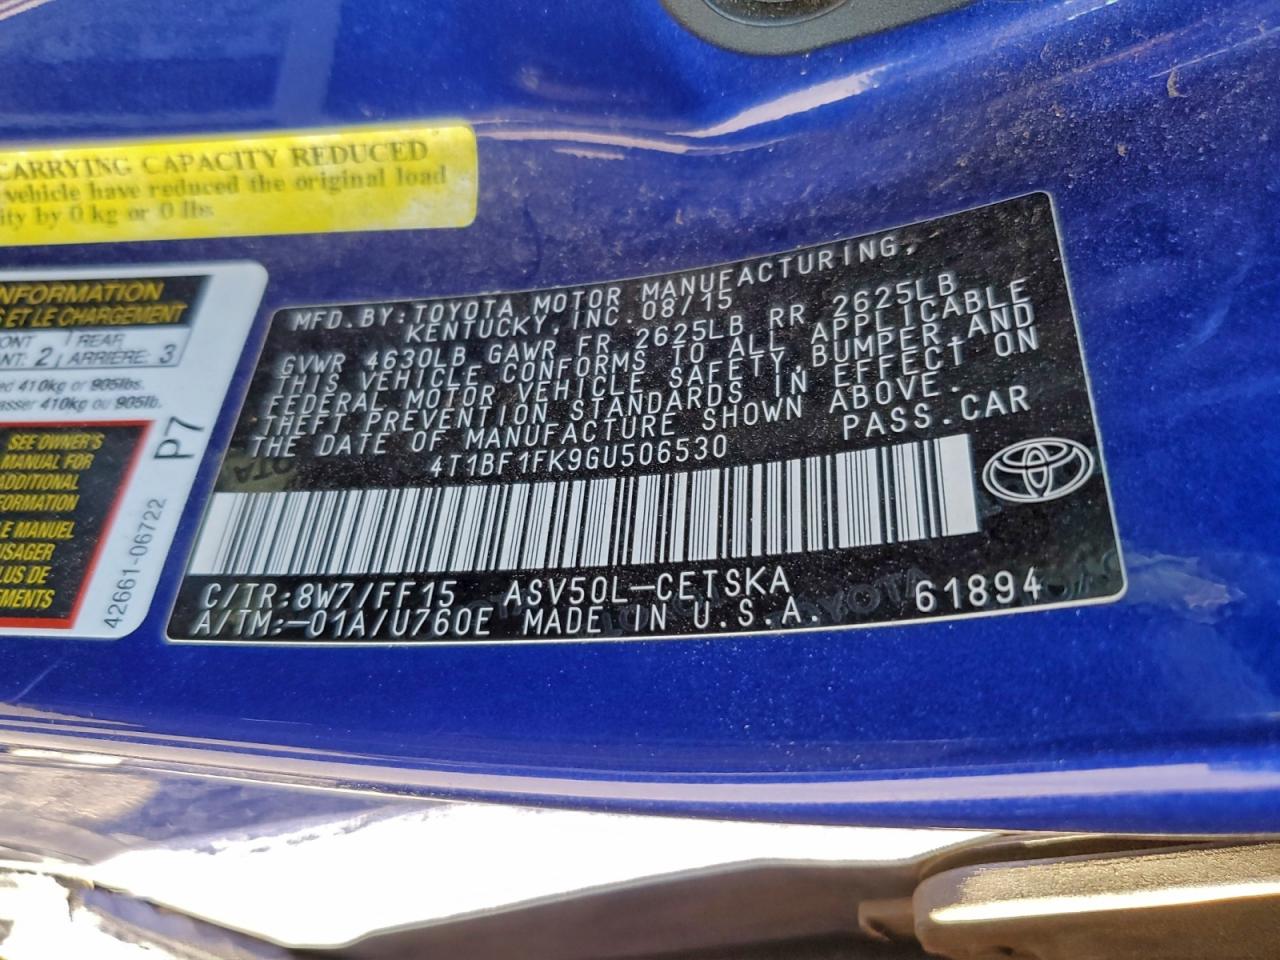 CARRYING CAPACITY REDUCED
vehicle have reduced the original load
ity by 0 kg or 0 lbs
NFORMATION
S ET LE CHARGEMENT
ONT | REAR
ANT: 2 | ARRIERE: 3
ed 410kg or 905lbs.
asser 410kg ou 905lb.
SEE OWNER'S
MANUAL FOR
ADDITIONAL
FORMATION
LE MANUEL
USAGER
LUS DE
EMENTS
P7
42661-06722
MFD.BY:TOYOTA MOTOR MANUFACTURING,
KENTUCKY,INC 08/15
GVWR 4630LB GAWR FR 2625LB RR 2625LB
THIS VEHICLE CONFORMS TO ALL APPLICABLE
FEDERAL MOTOR VEHICLE SAFETY,BUMPER,AND
THEFT PREVENTION STANDARDS IN EFFECT ON
THE DATE OF MANUFACTURE SHOWN ABOVE.
4T1BF1FK9GU506530 PASS.CAR
C/TR:8W7/FF15 ASV50L-CETSKA
A/TM:-01A/U760E MADE IN U.S.A. 61894